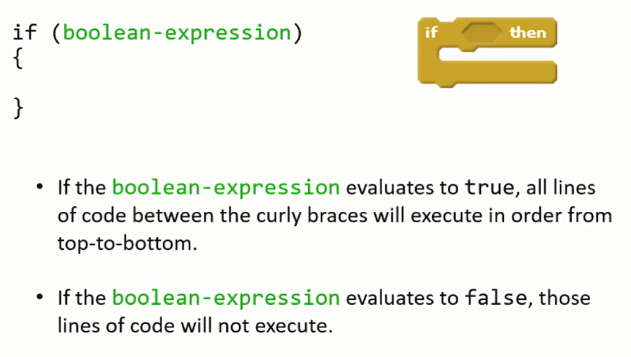 if (boolean-expression)
{
}
if then
• If the boolean-expression evaluates to true, all lines
of code between the curly braces will execute in order from
top-to-bottom.
• If the boolean-expression evaluates to false, those
lines of code will not execute.